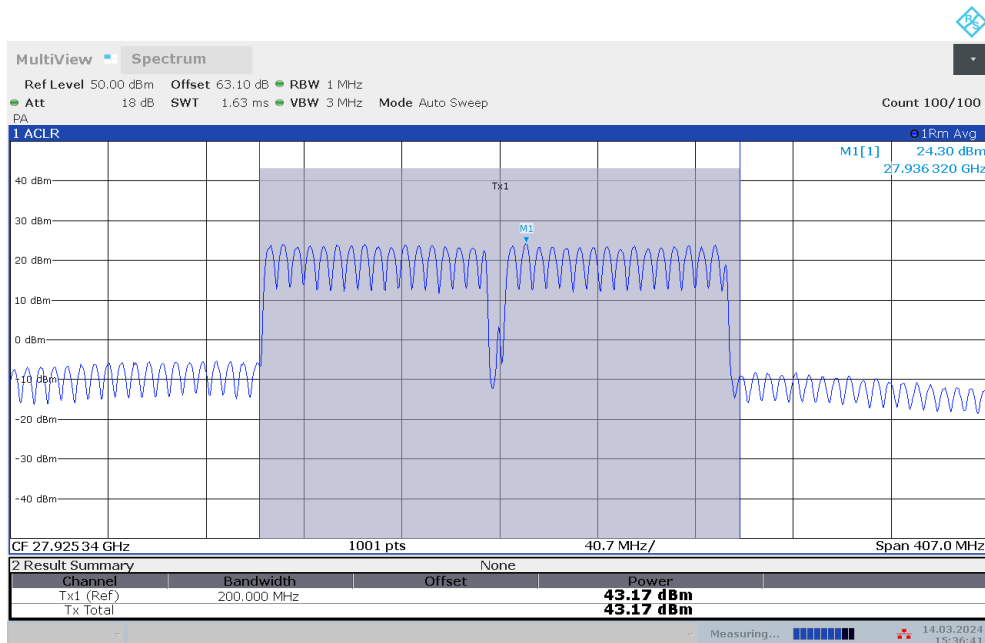 R&S
MultiView Spectrum
Ref Level 50.00 dBm Offset 63.10 dB RBW 1 MHz
Att 18 dB SWT 1.63 ms VBW 3 MHz Mode Auto Sweep Count 100/100
PA
1 ACLR 1Rm Avg
M1[1] 24.30 dBm
27.936 320 GHz
40 dBm
Tx1
30 dBm
M1
20 dBm
10 dBm
0 dBm
-10 dBm
-20 dBm
-30 dBm
-40 dBm
CF 27.925 34 GHz 1001 pts 40.7 MHz/ Span 407.0 MHz
2 Result Summary None
Channel Bandwidth Offset Power
Tx1 (Ref) 200.000 MHz 43.17 dBm
Tx Total 43.17 dBm
Measuring... 14.03.2024
15:36:41